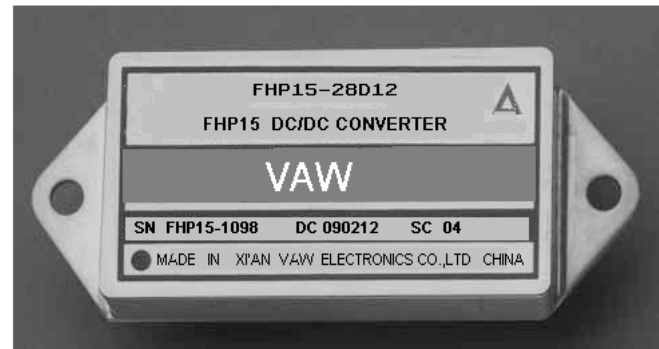 FHP15-28D12
FHP15 DC/DC CONVERTER
VAW
SN FHP15-1098 DC 090212 SC 04
MADE IN XI'AN VAW ELECTRONICS CO.,LTD CHINA